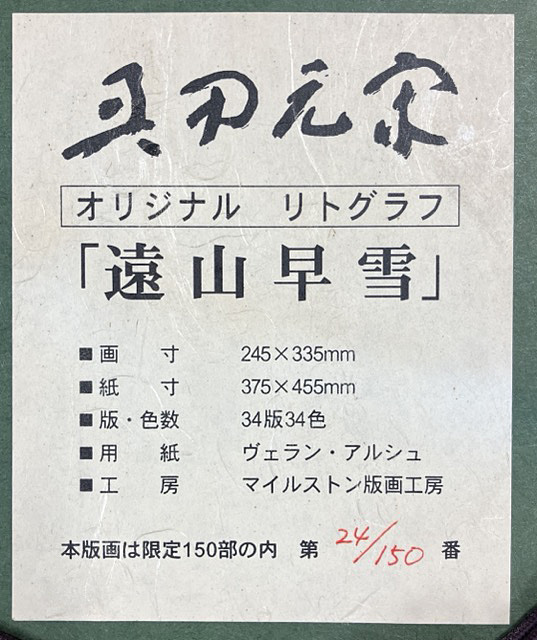 奥田元宋
オリジナル リトグラフ
「遠山早雪」
■画 寸 245×335mm
■紙 寸 375×455mm
■版・色数 34版34色
■用 紙 ヴェラン・アルシュ
■工 房 マイルストン版画工房
本版画は限定150部の内 第 24/150 番